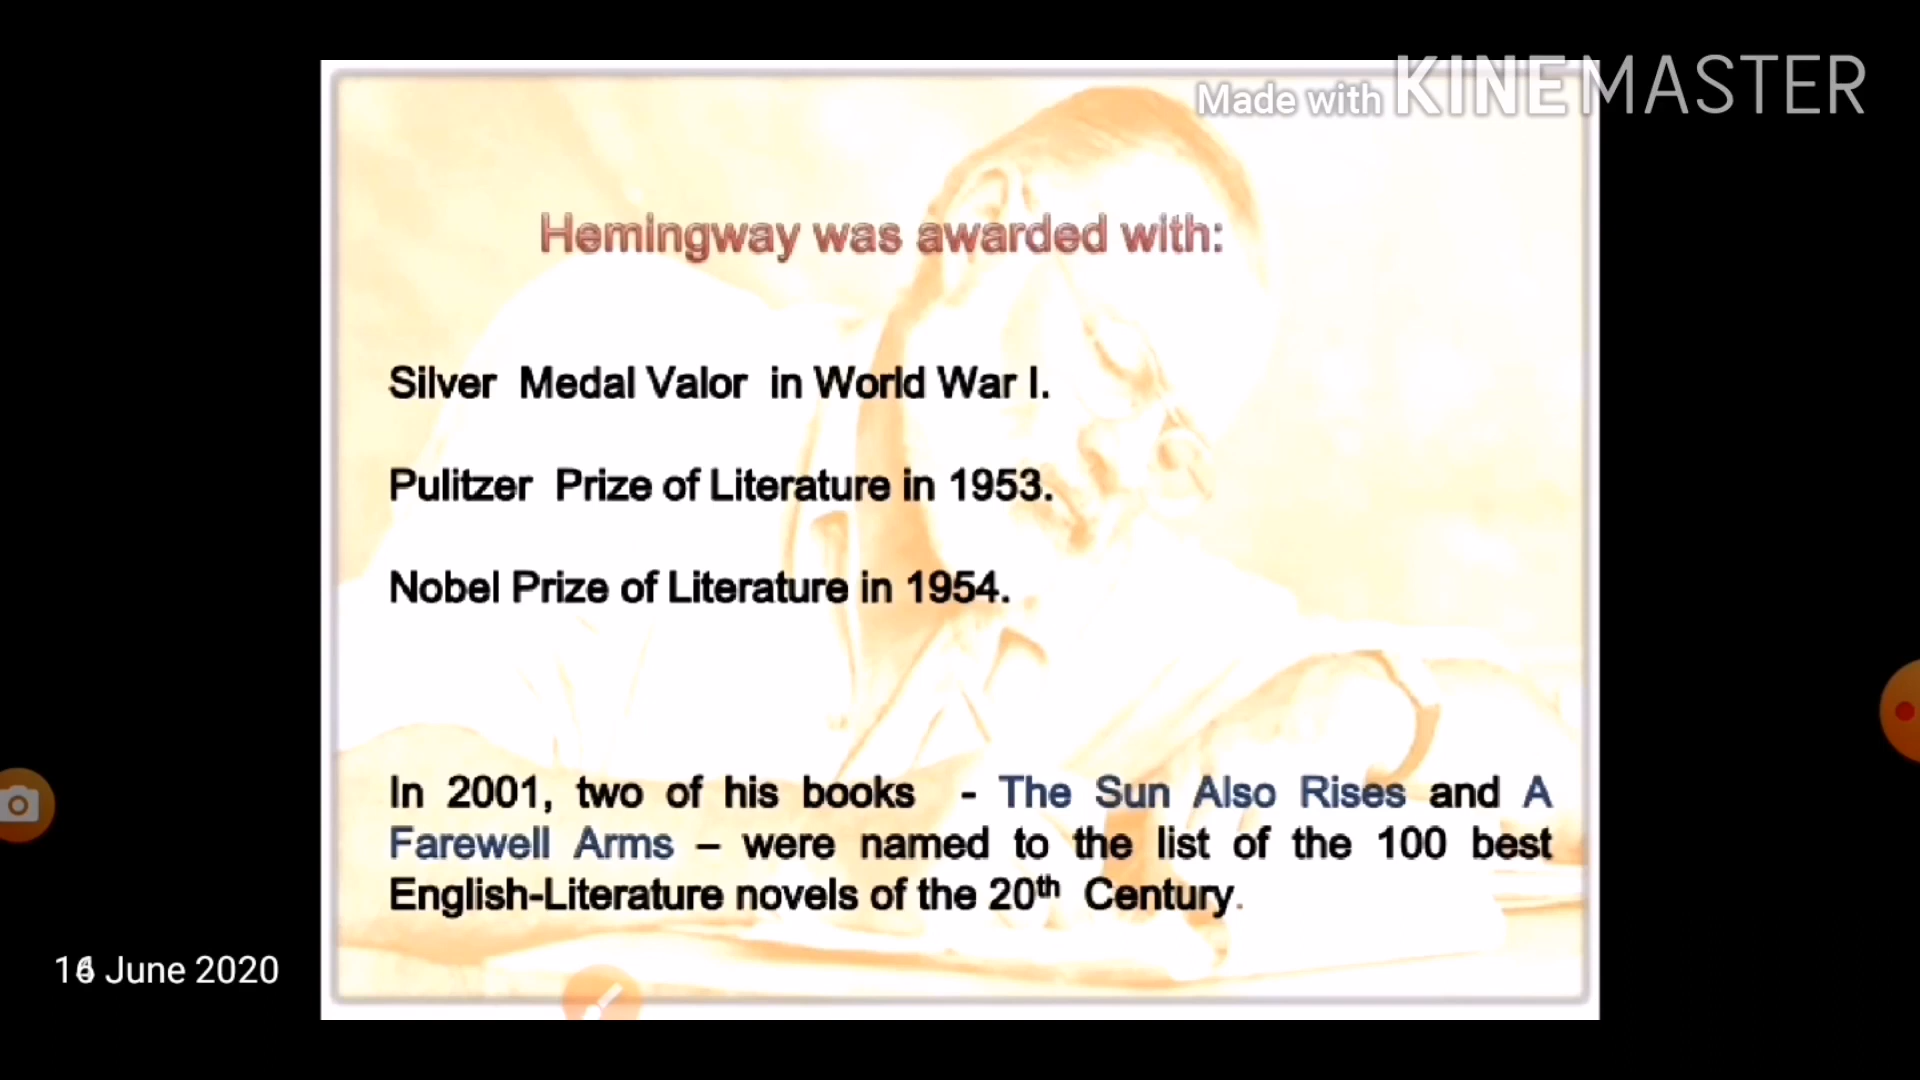 Made with KINEMASTER
Hemingway was awarded with:
Silver Medal Valor in World War I.
Pulitzer Prize of Literature in 1953.
Nobel Prize of Literature in 1954.
In 2001, two of his books - The Sun Also Rises and A
Farewell Arms – were named to the list of the 100 best
English-Literature novels of the 20th Century.
June 2020